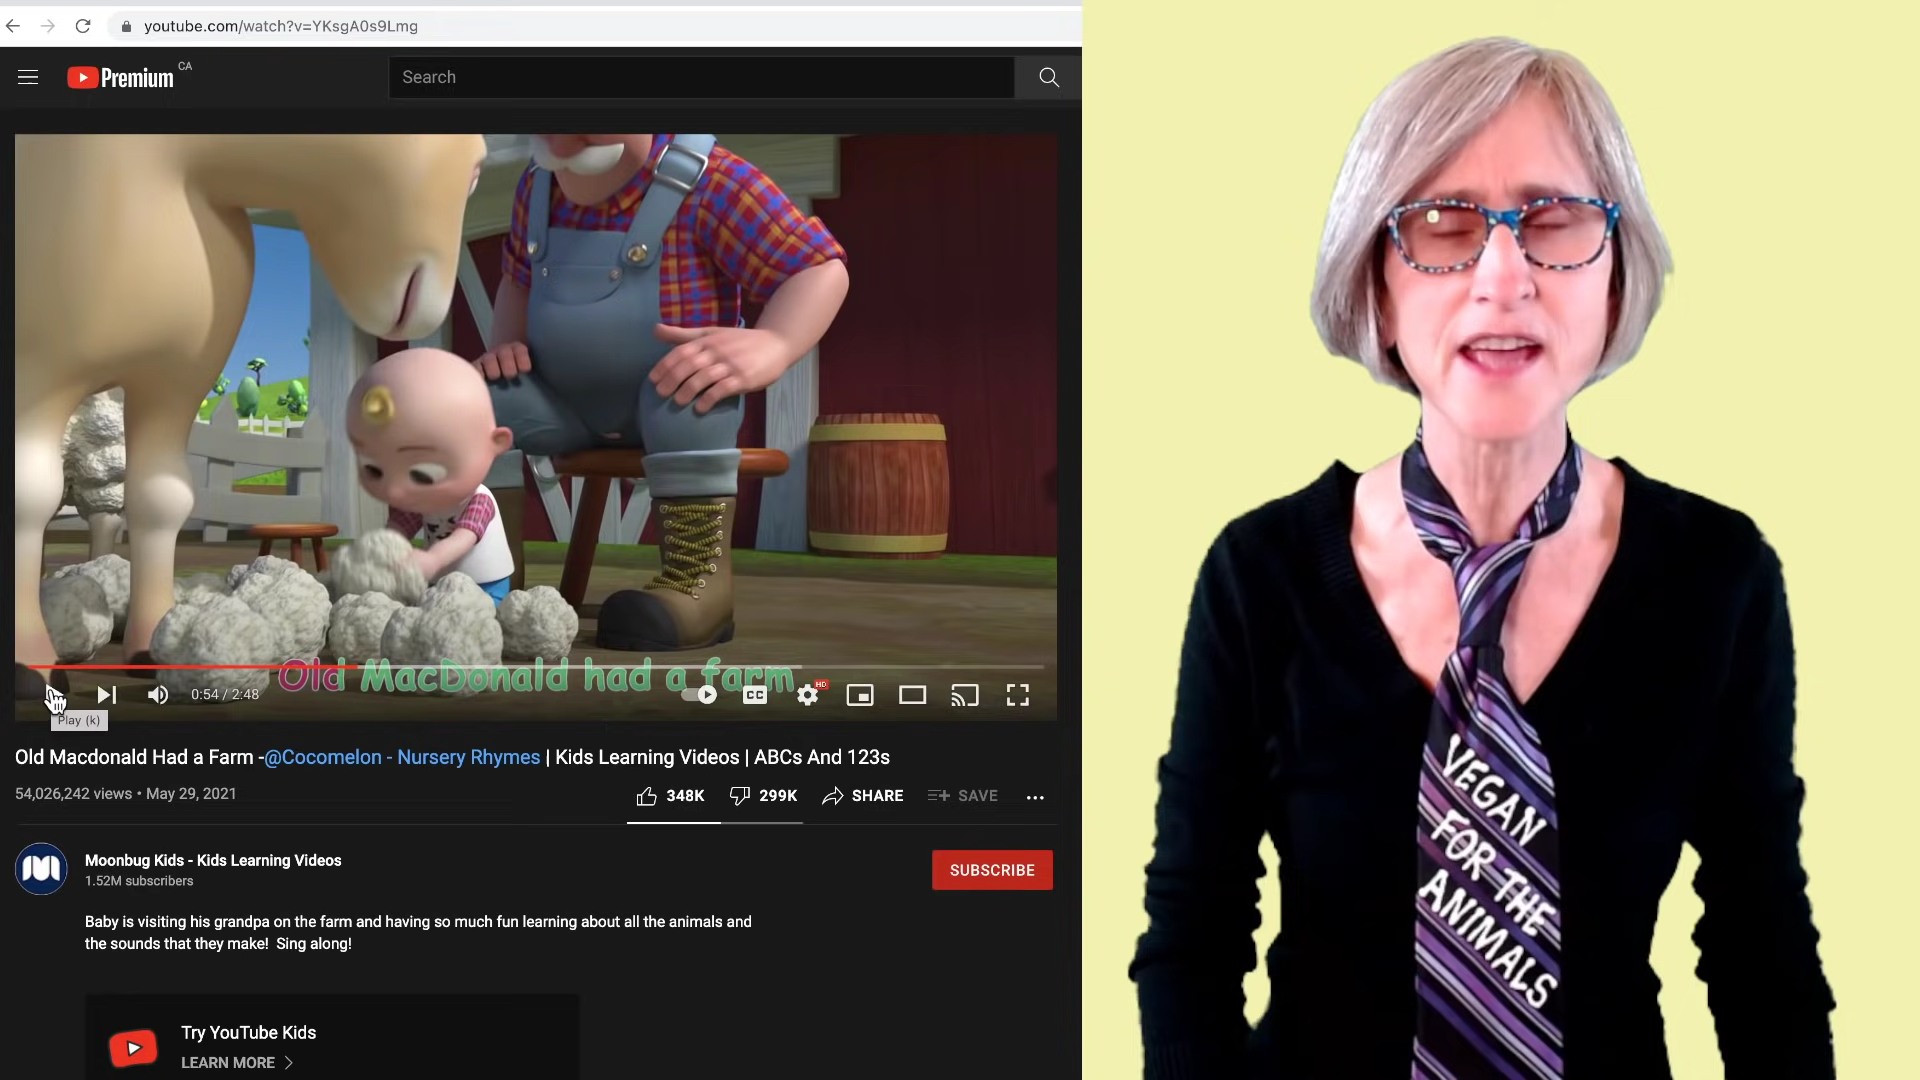 youtube.com/watch?v=YKsgA0s9Lmg
Premium CA
Search
Old MacDonald had a farm
0:54 / 2:48
CC
HD
Play (k)
Old Macdonald Had a Farm -@Cocomelon - Nursery Rhymes | Kids Learning Videos | ABCs And 123s
54,026,242 views • May 29, 2021
348K
299K
SHARE
SAVE
Moonbug Kids - Kids Learning Videos
1.52M subscribers
SUBSCRIBE
Baby is visiting his grandpa on the farm and having so much fun learning about all the animals and
the sounds that they make! Sing along!
Try YouTube Kids
LEARN MORE
VEGAN
FOR THE
ANIMALS